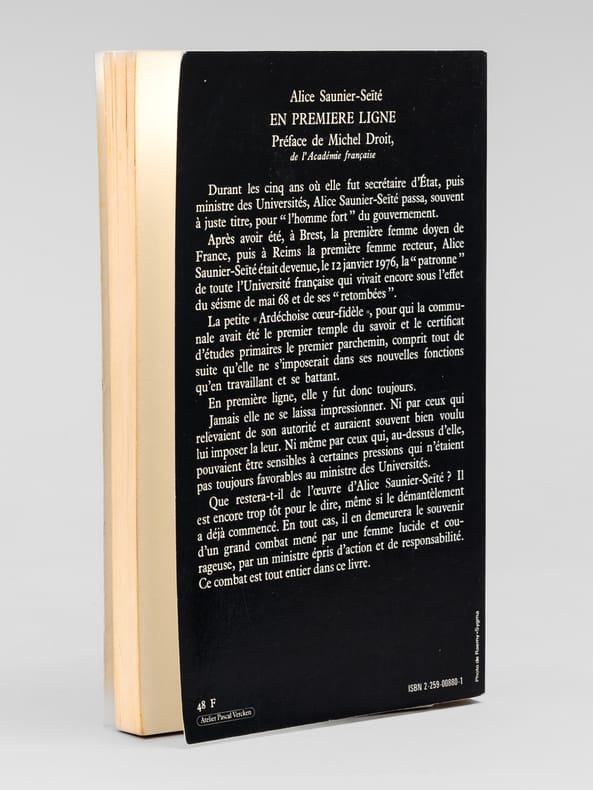 Alice Saunier-Seïté
EN PREMIERE LIGNE
Préface de Michel Droit,
de l'Académie française
Durant les cinq ans où elle fut secrétaire d'État, puis
ministre des Universités, Alice Saunier-Seïté passa, souvent
à juste titre, pour "l'homme fort" du gouvernement.
Après avoir été, à Brest, la première femme doyen de
France, puis à Reims la première femme recteur, Alice
Saunier-Seïté était devenue, le 12 janvier 1976, la "patronne"
de toute l'Université française qui vivait encore sous l'effet
du séisme de mai 68 et de ses "retombées".
La petite «Ardéchoise cœur-fidèle», pour qui la commu-
nale avait été le premier temple du savoir et le certificat
d'études primaires le premier parchemin, comprit tout de
suite qu'elle ne s'imposerait dans ses nouvelles fonctions
qu'en travaillant et se battant.
En première ligne, elle y fut donc toujours.
Jamais elle ne se laissa impressionner. Ni par ceux qui
relevaient de son autorité et auraient souvent bien voulu
lui imposer la leur. Ni même par ceux qui, au-dessus d'elle,
pouvaient être sensibles à certaines pressions qui n'étaient
pas toujours favorables au ministre des Universités.
Que restera-t-il de l'œuvre d'Alice Saunier-Seïté ? Il
est encore trop tôt pour le dire, même si le démantèlement
a déjà commencé. En tout cas, il en demeurera le souvenir
d'un grand combat mené par une femme lucide et cou-
rageuse, par un ministre épris d'action et de responsabilité.
Ce combat est tout entier dans ce livre.
Photo de Raemy-Sygma
ISBN 2-259-00880-1
48 F
Atelier Pascal Vercken